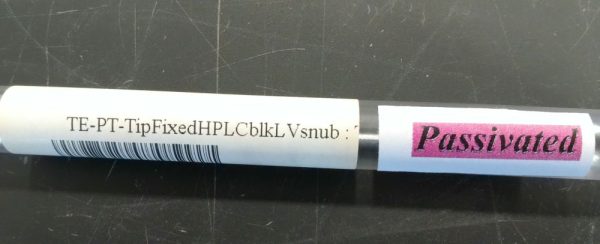 TE-PT-TipFixedHPLCblkLVsnub :
Passivated